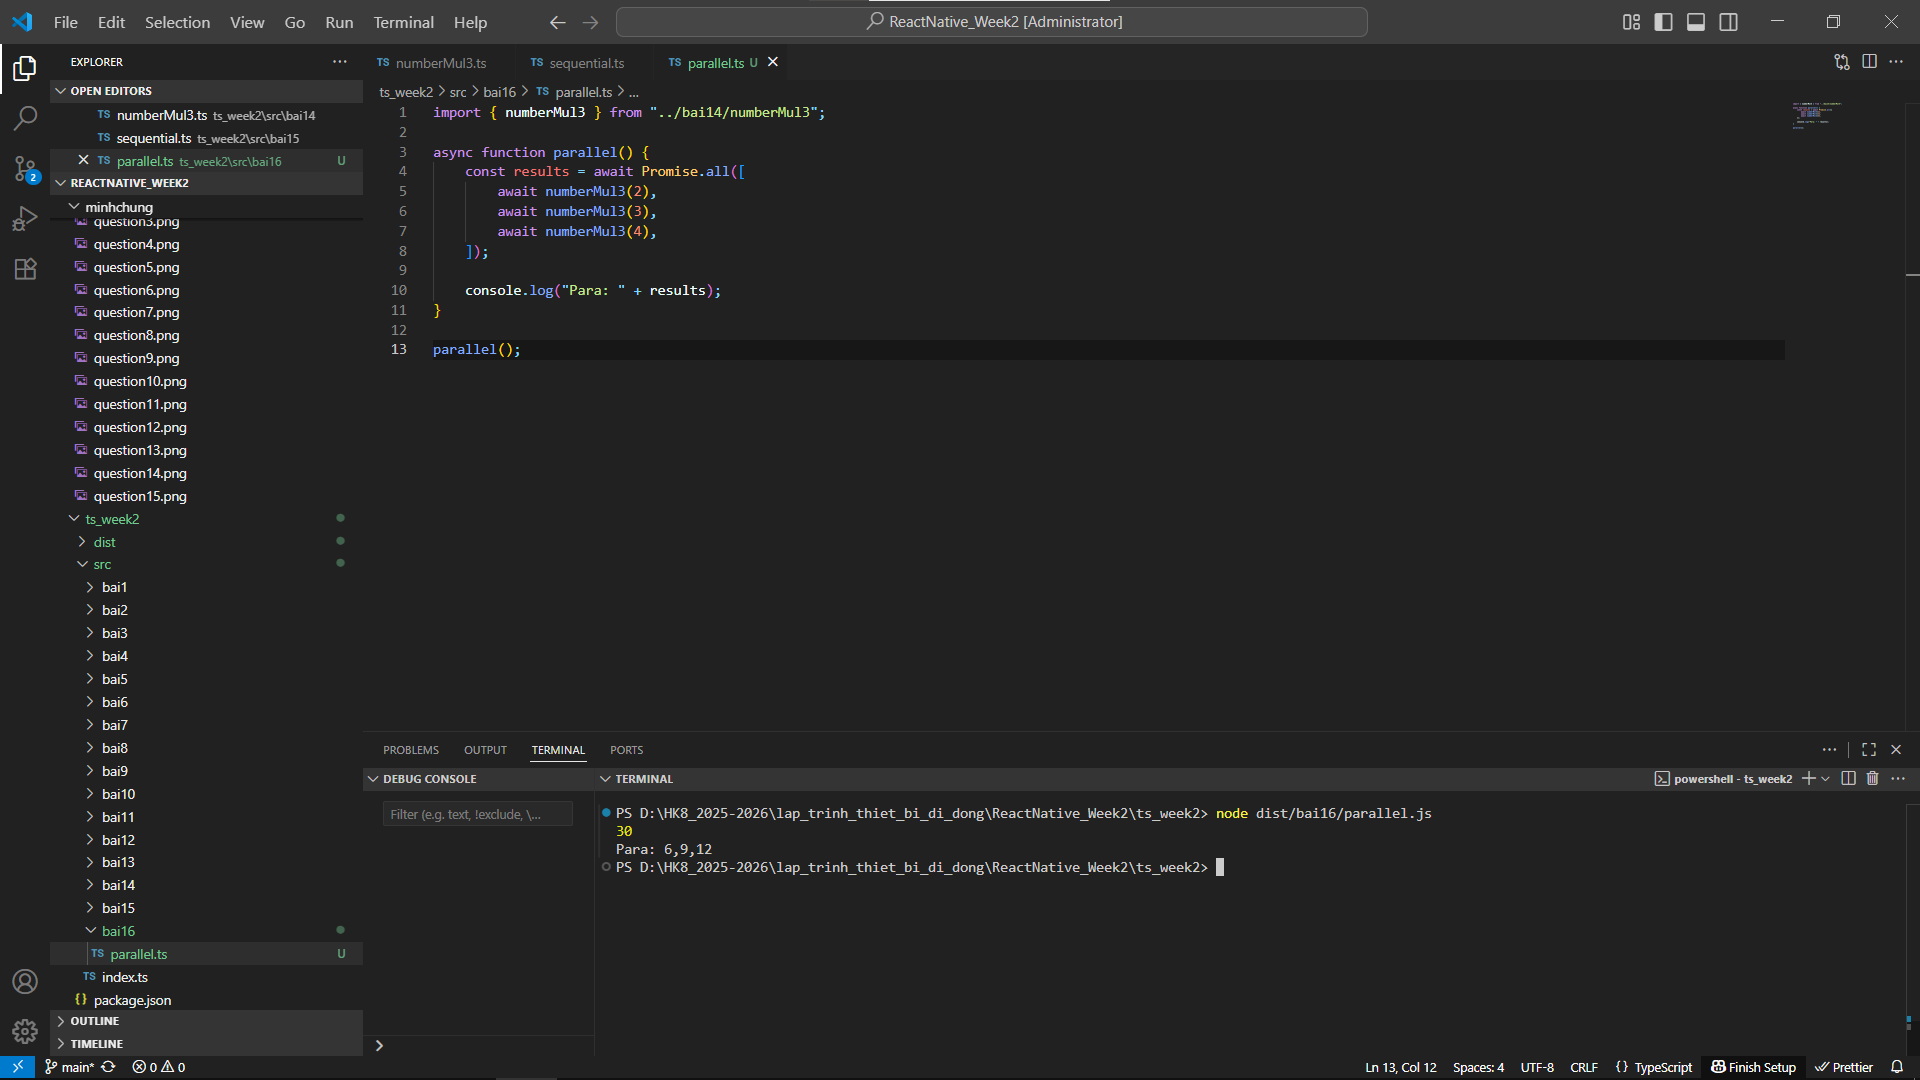 File Edit Selection View Go Run Terminal Help
ReactNative_Week2 [Administrator]
EXPLORER
OPEN EDITORS
TS numberMul3.ts ts_week2\src\bai14
TS sequential.ts ts_week2\src\bai15
TS parallel.ts ts_week2\src\bai16 U
REACTNATIVE_WEEK2
minhchung
question3.png
question4.png
question5.png
question6.png
question7.png
question8.png
question9.png
question10.png
question11.png
question12.png
question13.png
question14.png
question15.png
ts_week2
dist
src
bai1
bai2
bai3
bai4
bai5
bai6
bai7
bai8
bai9
bai10
bai11
bai12
bai13
bai14
bai15
bai16
TS parallel.ts U
TS index.ts
{} package.json
OUTLINE
TIMELINE
2
TS numberMul3.ts TS sequential.ts TS parallel.ts U
ts_week2 > src > bai16 > TS parallel.ts > ...
1 import { numberMul3 } from "../bai14/numberMul3";
2
3 async function parallel() {
4 const results = await Promise.all([
5 await numberMul3(2),
6 await numberMul3(3),
7 await numberMul3(4),
8 ]);
9
10 console.log("Para: " + results);
11 }
12
13 parallel();
PROBLEMS OUTPUT TERMINAL PORTS
DEBUG CONSOLE
Filter (e.g. text, !exclude, \...
TERMINAL
powershell - ts_week2
PS D:\HK8_2025-2026\lap_trinh_thiet_bi_di_dong\ReactNative_Week2\ts_week2> node dist/bai16/parallel.js
30
Para: 6,9,12
PS D:\HK8_2025-2026\lap_trinh_thiet_bi_di_dong\ReactNative_Week2\ts_week2>
main* 0 0
Ln 13, Col 12 Spaces: 4 UTF-8 CRLF {} TypeScript Finish Setup Prettier